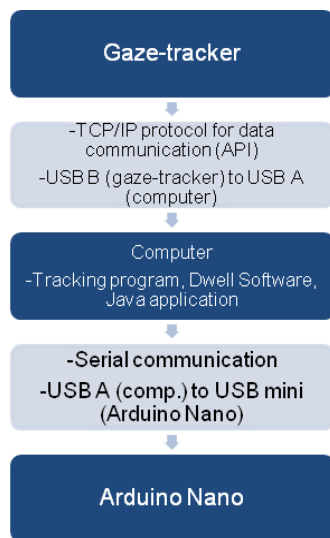 Gaze-tracker
-TCP/IP protocol for data
communication (API)
-USB B (gaze-tracker) to USB A
(computer)
Computer
-Tracking program, Dwell Software,
Java application
-Serial communication
-USB A (comp.) to USB mini
(Arduino Nano)
Arduino Nano